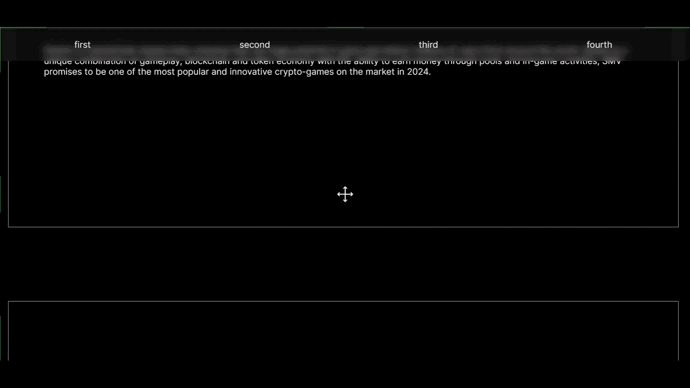 first second third fourth
unique combination of gameplay, blockchain and token economy with the ability to earn money through pools and in-game activities, SMV
promises to be one of the most popular and innovative crypto-games on the market in 2024.